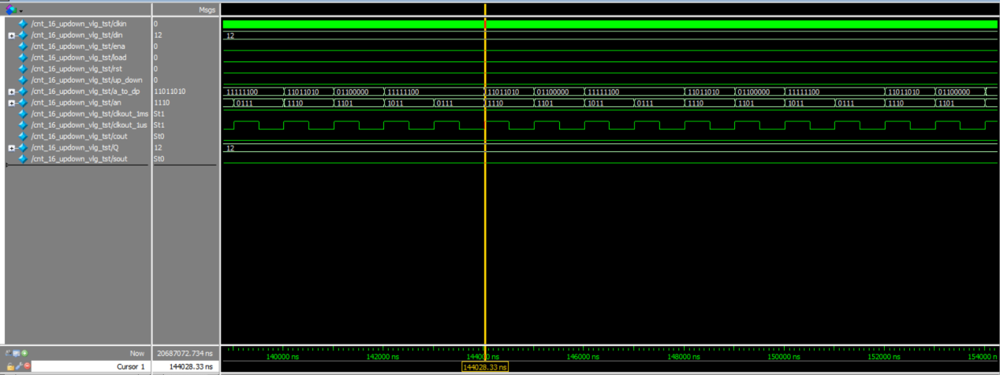 Msgs
/cnt_16_updown_vlg_tst/clkin 0
/cnt_16_updown_vlg_tst/din 12 12
/cnt_16_updown_vlg_tst/ena 0
/cnt_16_updown_vlg_tst/load 0
/cnt_16_updown_vlg_tst/rst 0
/cnt_16_updown_vlg_tst/up_down 0
/cnt_16_updown_vlg_tst/a_to_dp 11011010 11111100 11011010 01100000 11111100 11011010 01100000 11111100 11011010 01100000 11111100 11011010 01100000
/cnt_16_updown_vlg_tst/an 1110 0111 1110 1101 1011 0111 1110 1101 1011 0111 1110 1101 1011 0111 1110 1101
/cnt_16_updown_vlg_tst/clkout_1ms St1
/cnt_16_updown_vlg_tst/clkout_1us St1
/cnt_16_updown_vlg_tst/cout St0
/cnt_16_updown_vlg_tst/Q 12 12
/cnt_16_updown_vlg_tst/sout St0
Now 20687072.734 ns 140000 ns 142000 ns 144000 ns 146000 ns 148000 ns 150000 ns 152000 ns 154000 n
Cursor 1 144028.33 ns 144028.33 ns